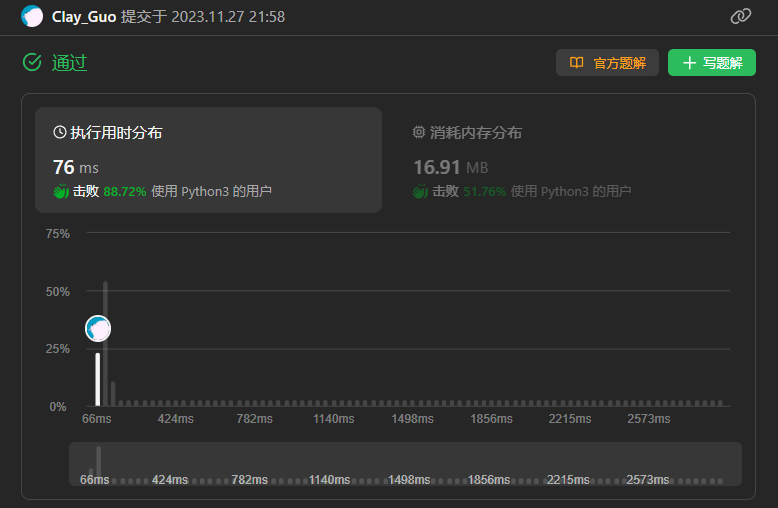 Clay_Guo 提交于 2023.11.27 21:58
通过
官方题解
写题解
执行用时分布
76 ms
击败 88.72% 使用 Python3 的用户
消耗内存分布
16.91 MB
击败 51.76% 使用 Python3 的用户
75%
50%
25%
0%
66ms 424ms 782ms 1140ms 1498ms 1856ms 2215ms 2573ms
66ms 424ms 782ms 1140ms 1498ms 1856ms 2215ms 2573ms